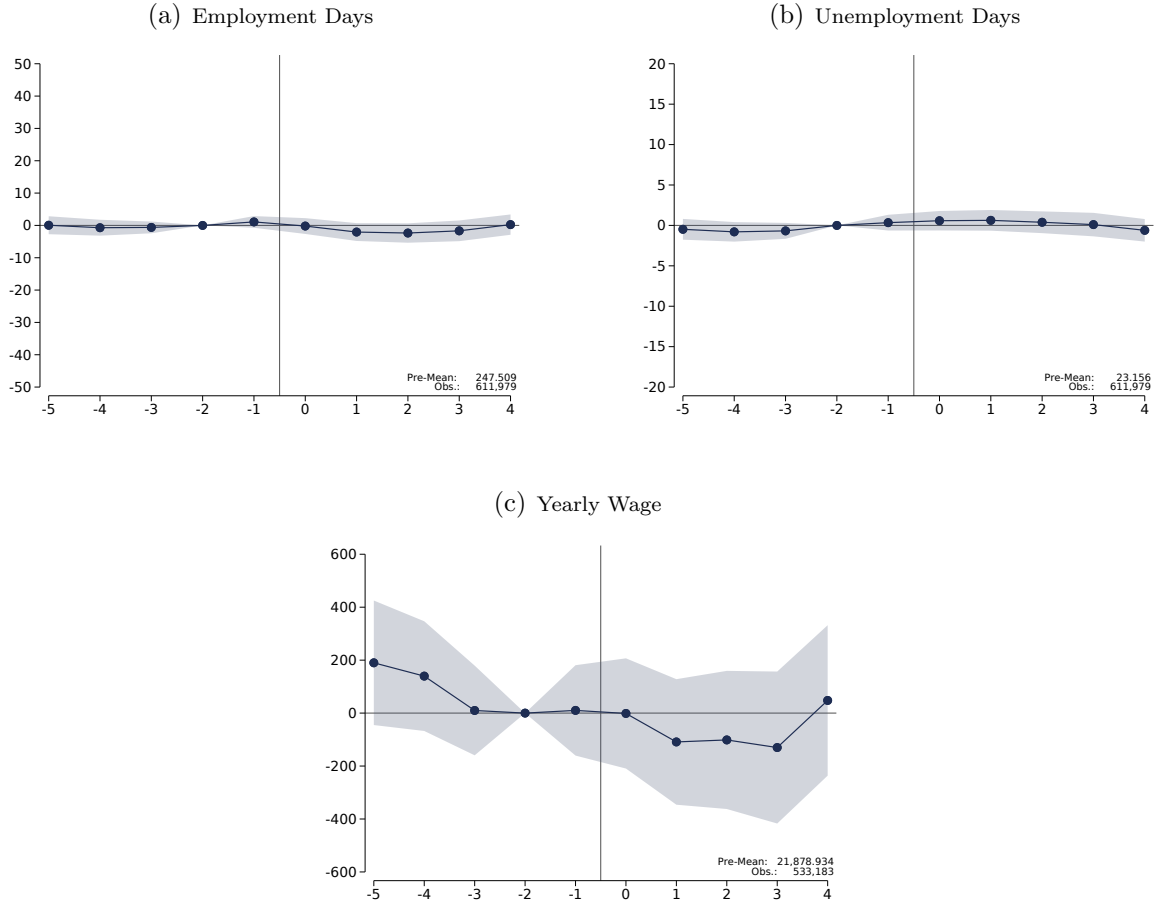 (a) Employment Days
50
40
30
20
10
0
-10
-20
-30
-40
-50
Pre-Mean: 247.509
Obs.: 611,979
-5 -4 -3 -2 -1 0 1 2 3 4
(b) Unemployment Days
20
15
10
5
0
-5
-10
-15
-20
Pre-Mean: 23.156
Obs.: 611,979
-5 -4 -3 -2 -1 0 1 2 3 4
(c) Yearly Wage
600
400
200
0
-200
-400
-600
Pre-Mean: 21,878.934
Obs.: 533,183
-5 -4 -3 -2 -1 0 1 2 3 4